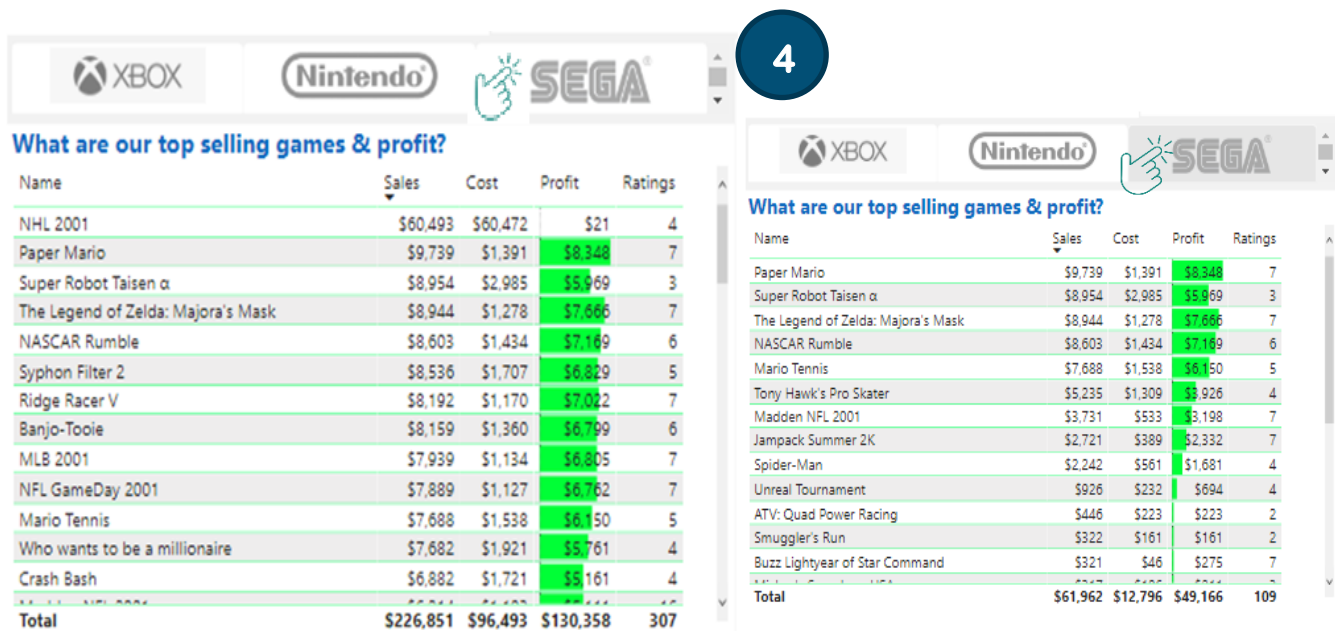 XBOX Nintendo® SEGA®
What are our top selling games & profit?
Name Sales Cost Profit Ratings
NHL 2001 $60,493 $60,472 $21 4
Paper Mario $9,739 $1,391 $8,348 7
Super Robot Taisen α $8,954 $2,985 $5,969 3
The Legend of Zelda: Majora's Mask $8,944 $1,278 $7,666 7
NASCAR Rumble $8,603 $1,434 $7,169 6
Syphon Filter 2 $8,536 $1,707 $6,829 5
Ridge Racer V $8,192 $1,170 $7,022 7
Banjo-Tooie $8,159 $1,360 $6,799 6
MLB 2001 $7,939 $1,134 $6,805 7
NFL GameDay 2001 $7,889 $1,127 $6,762 7
Mario Tennis $7,688 $1,538 $6,150 5
Who wants to be a millionaire $7,682 $1,921 $5,761 4
Crash Bash $6,882 $1,721 $5,161 4
Total $226,851 $96,493 $130,358 307
4
XBOX Nintendo® SEGA®
What are our top selling games & profit?
Name Sales Cost Profit Ratings
Paper Mario $9,739 $1,391 $8,348 7
Super Robot Taisen α $8,954 $2,985 $5,969 3
The Legend of Zelda: Majora's Mask $8,944 $1,278 $7,666 7
NASCAR Rumble $8,603 $1,434 $7,169 6
Mario Tennis $7,688 $1,538 $6,150 5
Tony Hawk's Pro Skater $5,235 $1,309 $3,926 4
Madden NFL 2001 $3,731 $533 $3,198 7
Jampack Summer 2K $2,721 $389 $2,332 7
Spider-Man $2,242 $561 $1,681 4
Unreal Tournament $926 $232 $694 4
ATV: Quad Power Racing $446 $223 $223 2
Smuggler's Run $322 $161 $161 2
Buzz Lightyear of Star Command $321 $46 $275 7
Total $61,962 $12,796 $49,166 109